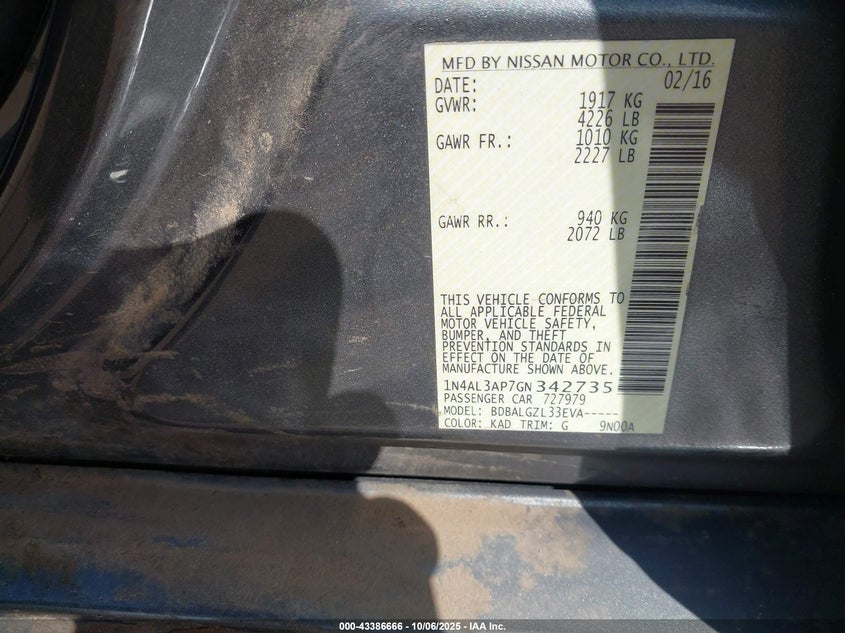 MFD BY NISSAN MOTOR CO., LTD.
DATE: 02/16
GVWR: 1917 KG
4226 LB
GAWR FR.: 1010 KG
2227 LB
GAWR RR.: 940 KG
2072 LB
THIS VEHICLE CONFORMS TO
ALL APPLICABLE FEDERAL
MOTOR VEHICLE SAFETY,
BUMPER, AND THEFT
PREVENTION STANDARDS IN
EFFECT ON THE DATE OF
MANUFACTURE SHOWN ABOVE.
1N4AL3AP7GN342735
PASSENGER CAR 727979
MODEL: BDBALGZL33EVA-----
COLOR: KAD TRIM: G 9N00A
000-43386666 - 10/06/2025 - IAA Inc.